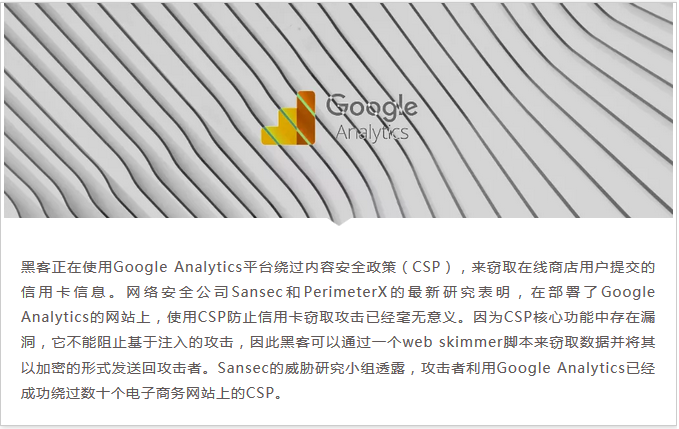 Google
Analytics
黑客正在使用Google Analytics平台绕过内容安全政策（CSP），来窃取在线商店用户提交的
信用卡信息。网络安全公司Sansec和PerimeterX的最新研究表明，在部署了Google
Analytics的网站上，使用CSP防止信用卡窃取攻击已经毫无意义。因为CSP核心功能中存在漏
洞，它不能阻止基于注入的攻击，因此黑客可以通过一个web skimmer脚本来窃取数据并将其
以加密的形式发送回攻击者。Sansec的威胁研究小组透露，攻击者利用Google Analytics已经
成功绕过数十个电子商务网站上的CSP。